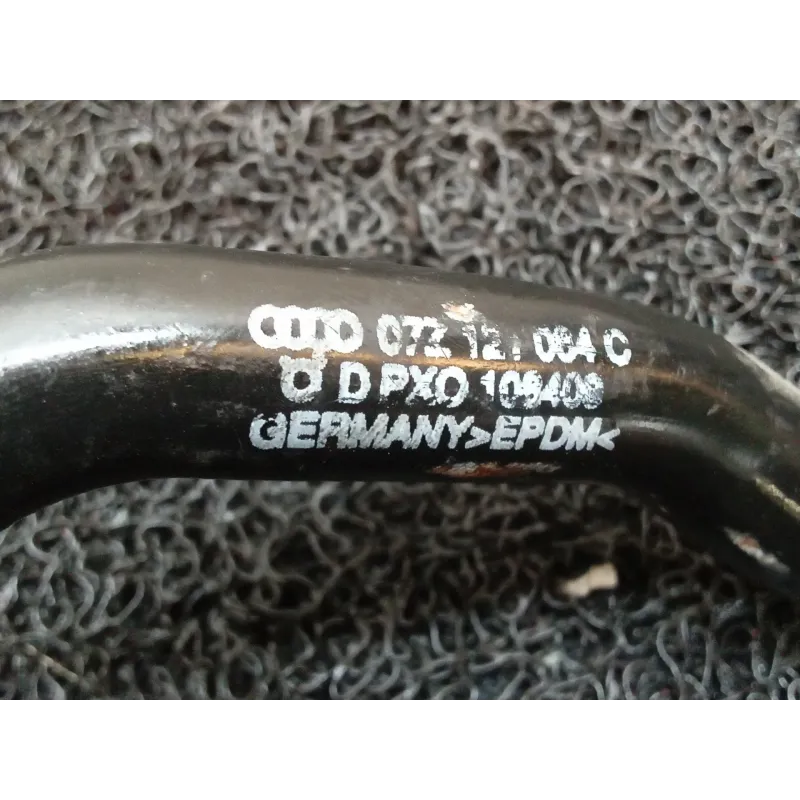 07Z 121 064 C
D PXO 109409
GERMANY>EPDM<